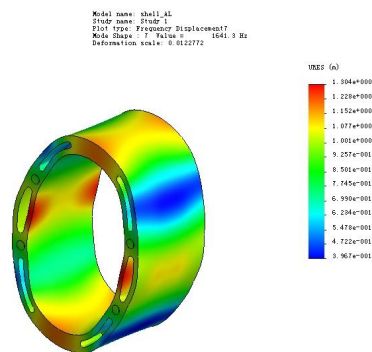 Model name: shell_AL
Study name: Study 1
Plot type: Frequency Displacement7
Mode Shape : 7 Value = 1641.3 Hz
Deformation scale: 0.0122772
URES (m)
1.304e+000
1.228e+000
1.152e+000
1.077e+000
1.001e+000
9.257e-001
8.501e-001
7.745e-001
6.990e-001
6.234e-001
5.478e-001
4.722e-001
3.967e-001